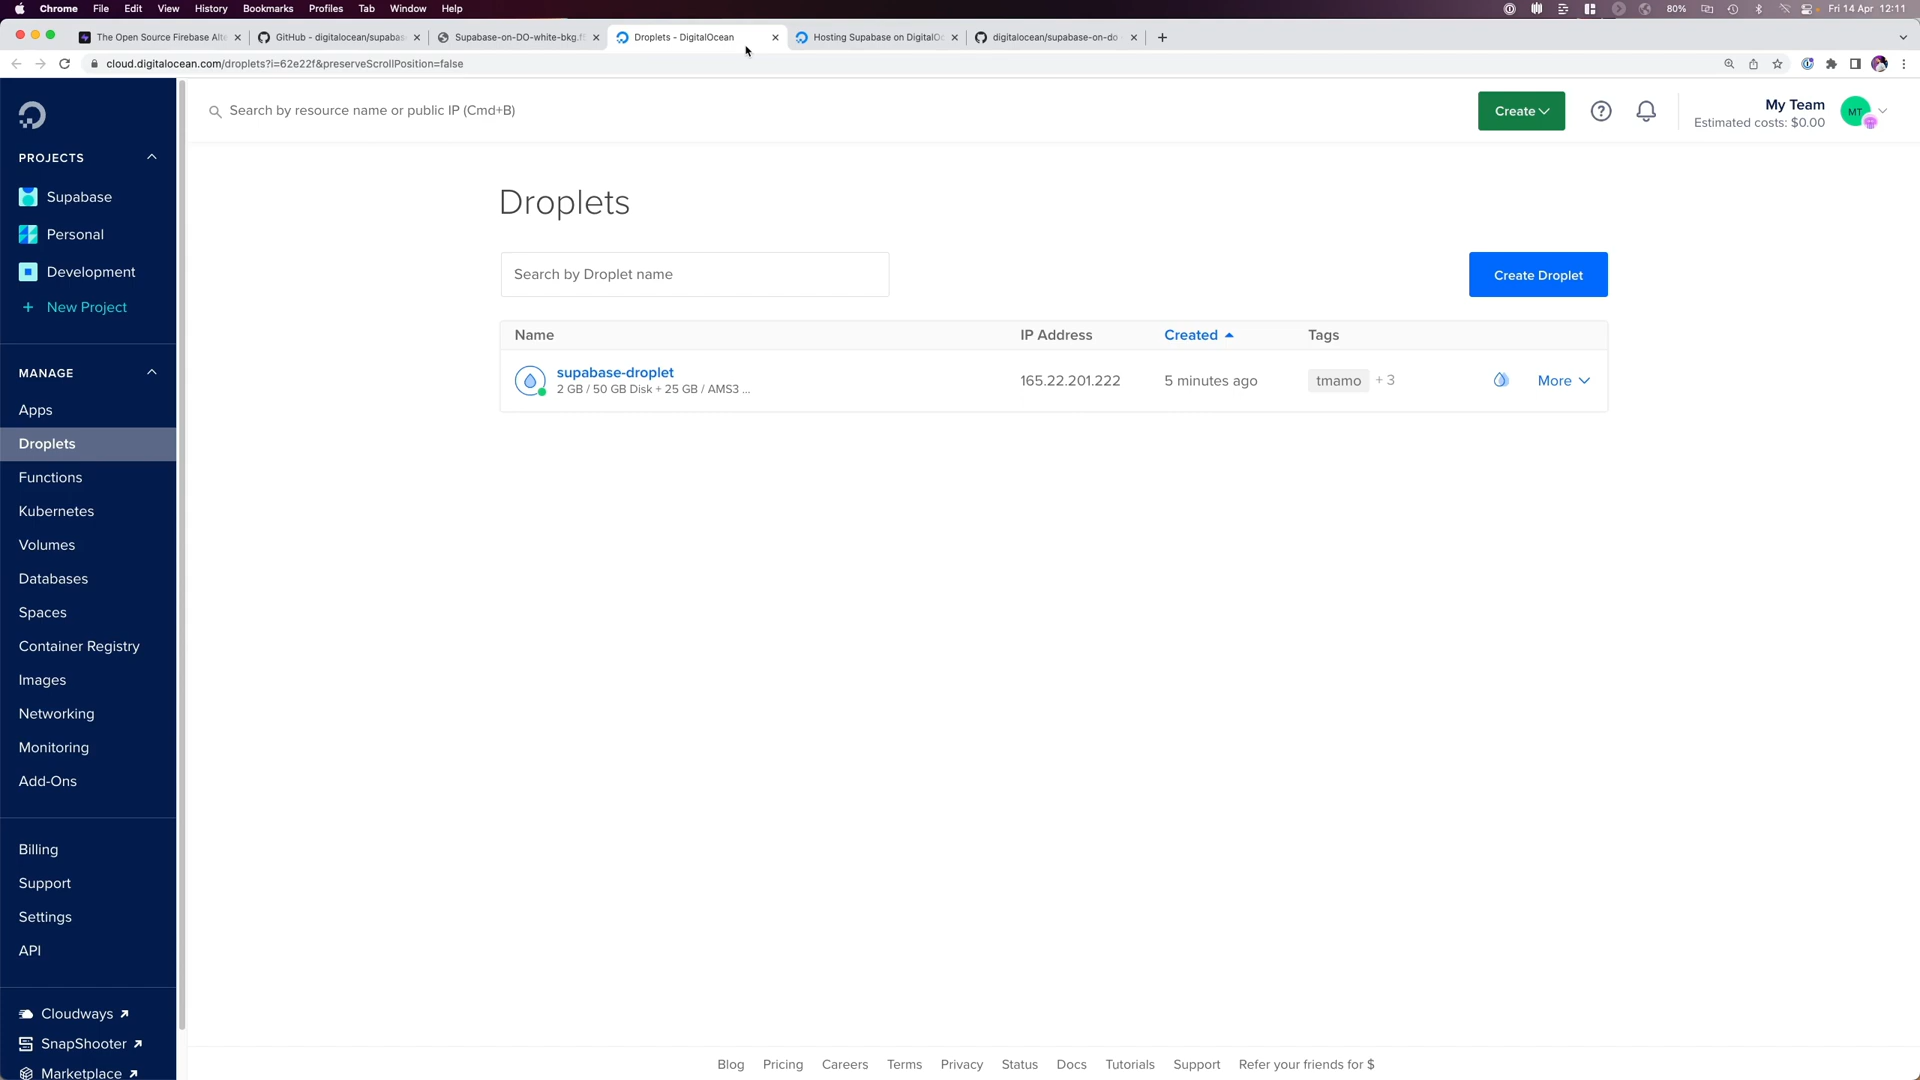 Chrome File Edit View History Bookmarks Profiles Tab Window Help 80% Fri 14 Apr 12:11
The Open Source Firebase Alte GitHub - digitalocean/supabase Supabase-on-DO-white-bkg.f Droplets - DigitalOcean Hosting Supabase on DigitalOc digitalocean/supabase-on-do
cloud.digitalocean.com/droplets?i=62e22f&preserveScrollPosition=false
Search by resource name or public IP (Cmd+B)
Create
My Team
Estimated costs: $0.00
MT
PROJECTS
Supabase
Personal
Development
+ New Project
MANAGE
Apps
Droplets
Functions
Kubernetes
Volumes
Databases
Spaces
Container Registry
Images
Networking
Monitoring
Add-Ons
Billing
Support
Settings
API
Cloudways
SnapShooter
Marketplace
Droplets
Search by Droplet name
Create Droplet
Name IP Address Created Tags
supabase-droplet
2 GB / 50 GB Disk + 25 GB / AMS3 ...
165.22.201.222 5 minutes ago tmamo + 3 More
Blog Pricing Careers Terms Privacy Status Docs Tutorials Support Refer your friends for $